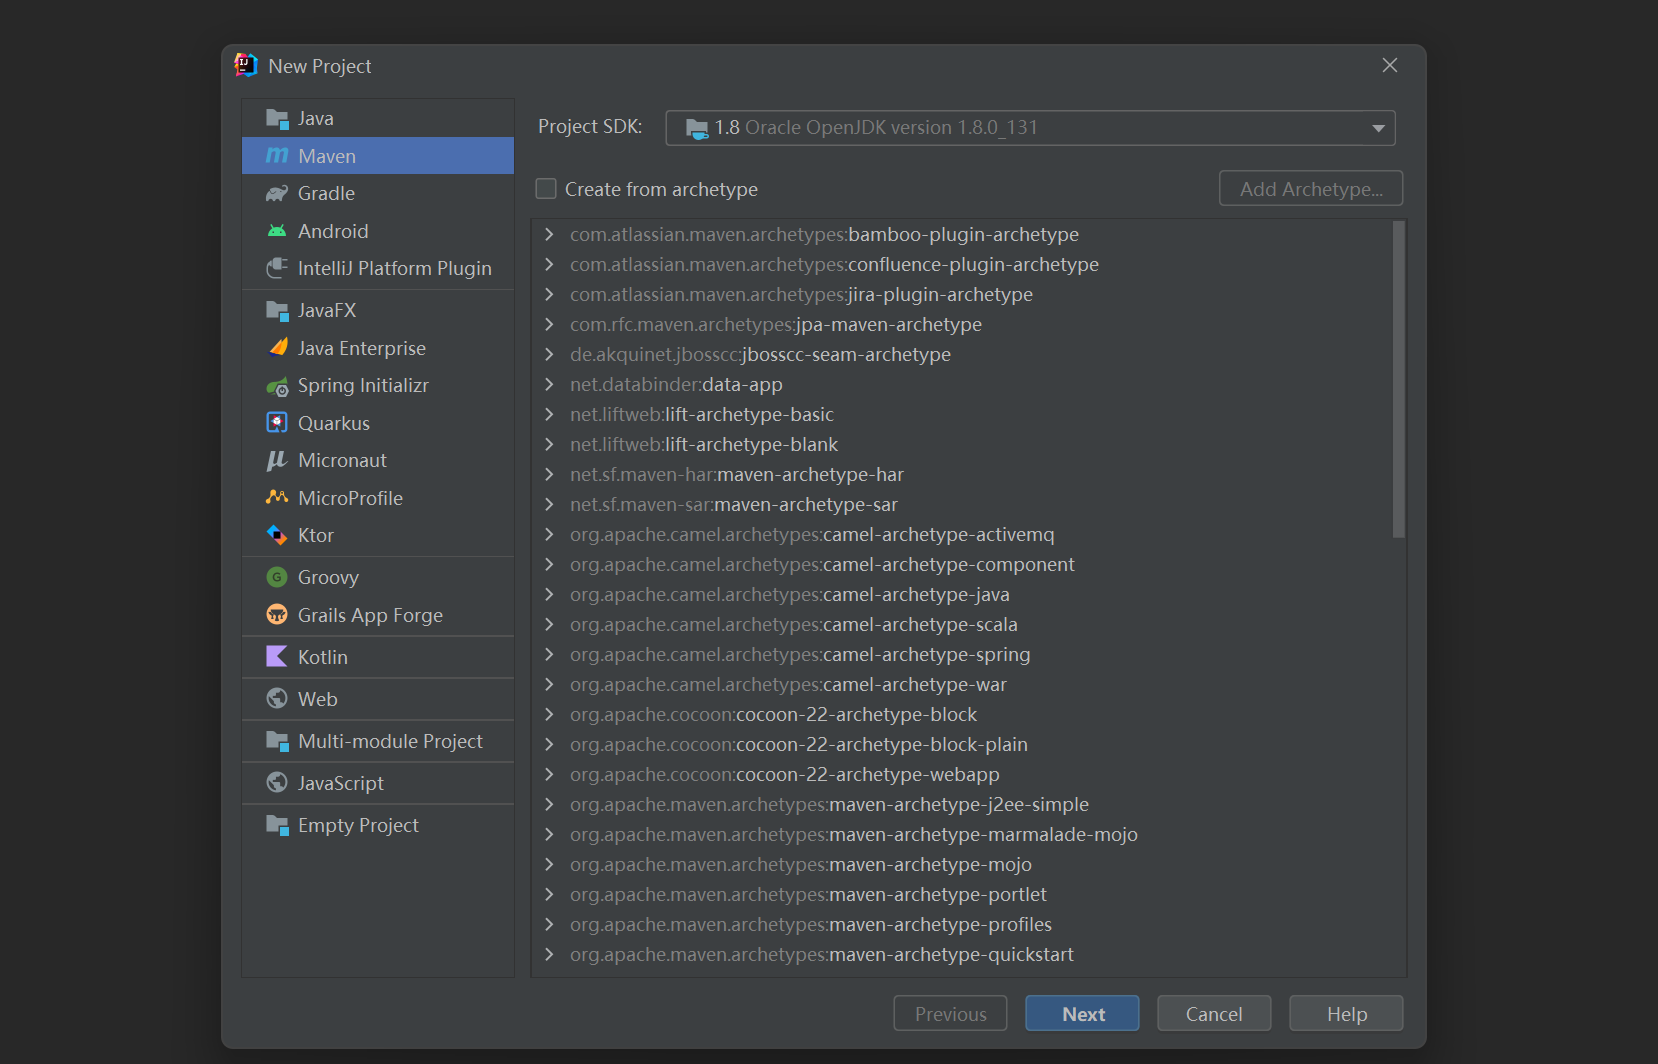 New Project
Java
Maven
Gradle
Android
IntelliJ Platform Plugin
JavaFX
Java Enterprise
Spring Initializr
Quarkus
Micronaut
MicroProfile
Ktor
Groovy
Grails App Forge
Kotlin
Web
Multi-module Project
JavaScript
Empty Project
Project SDK: 1.8 Oracle OpenJDK version 1.8.0_131
Create from archetype
Add Archetype...
com.atlassian.maven.archetypes:bamboo-plugin-archetype
com.atlassian.maven.archetypes:confluence-plugin-archetype
com.atlassian.maven.archetypes:jira-plugin-archetype
com.rfc.maven.archetypes:jpa-maven-archetype
de.akquinet.jbosscc:jbosscc-seam-archetype
net.databinder:data-app
net.liftweb:lift-archetype-basic
net.liftweb:lift-archetype-blank
net.sf.maven-har:maven-archetype-har
net.sf.maven-sar:maven-archetype-sar
org.apache.camel.archetypes:camel-archetype-activemq
org.apache.camel.archetypes:camel-archetype-component
org.apache.camel.archetypes:camel-archetype-java
org.apache.camel.archetypes:camel-archetype-scala
org.apache.camel.archetypes:camel-archetype-spring
org.apache.camel.archetypes:camel-archetype-war
org.apache.cocoon:cocoon-22-archetype-block
org.apache.cocoon:cocoon-22-archetype-block-plain
org.apache.cocoon:cocoon-22-archetype-webapp
org.apache.maven.archetypes:maven-archetype-j2ee-simple
org.apache.maven.archetypes:maven-archetype-marmalade-mojo
org.apache.maven.archetypes:maven-archetype-mojo
org.apache.maven.archetypes:maven-archetype-portlet
org.apache.maven.archetypes:maven-archetype-profiles
org.apache.maven.archetypes:maven-archetype-quickstart
Previous
Next
Cancel
Help